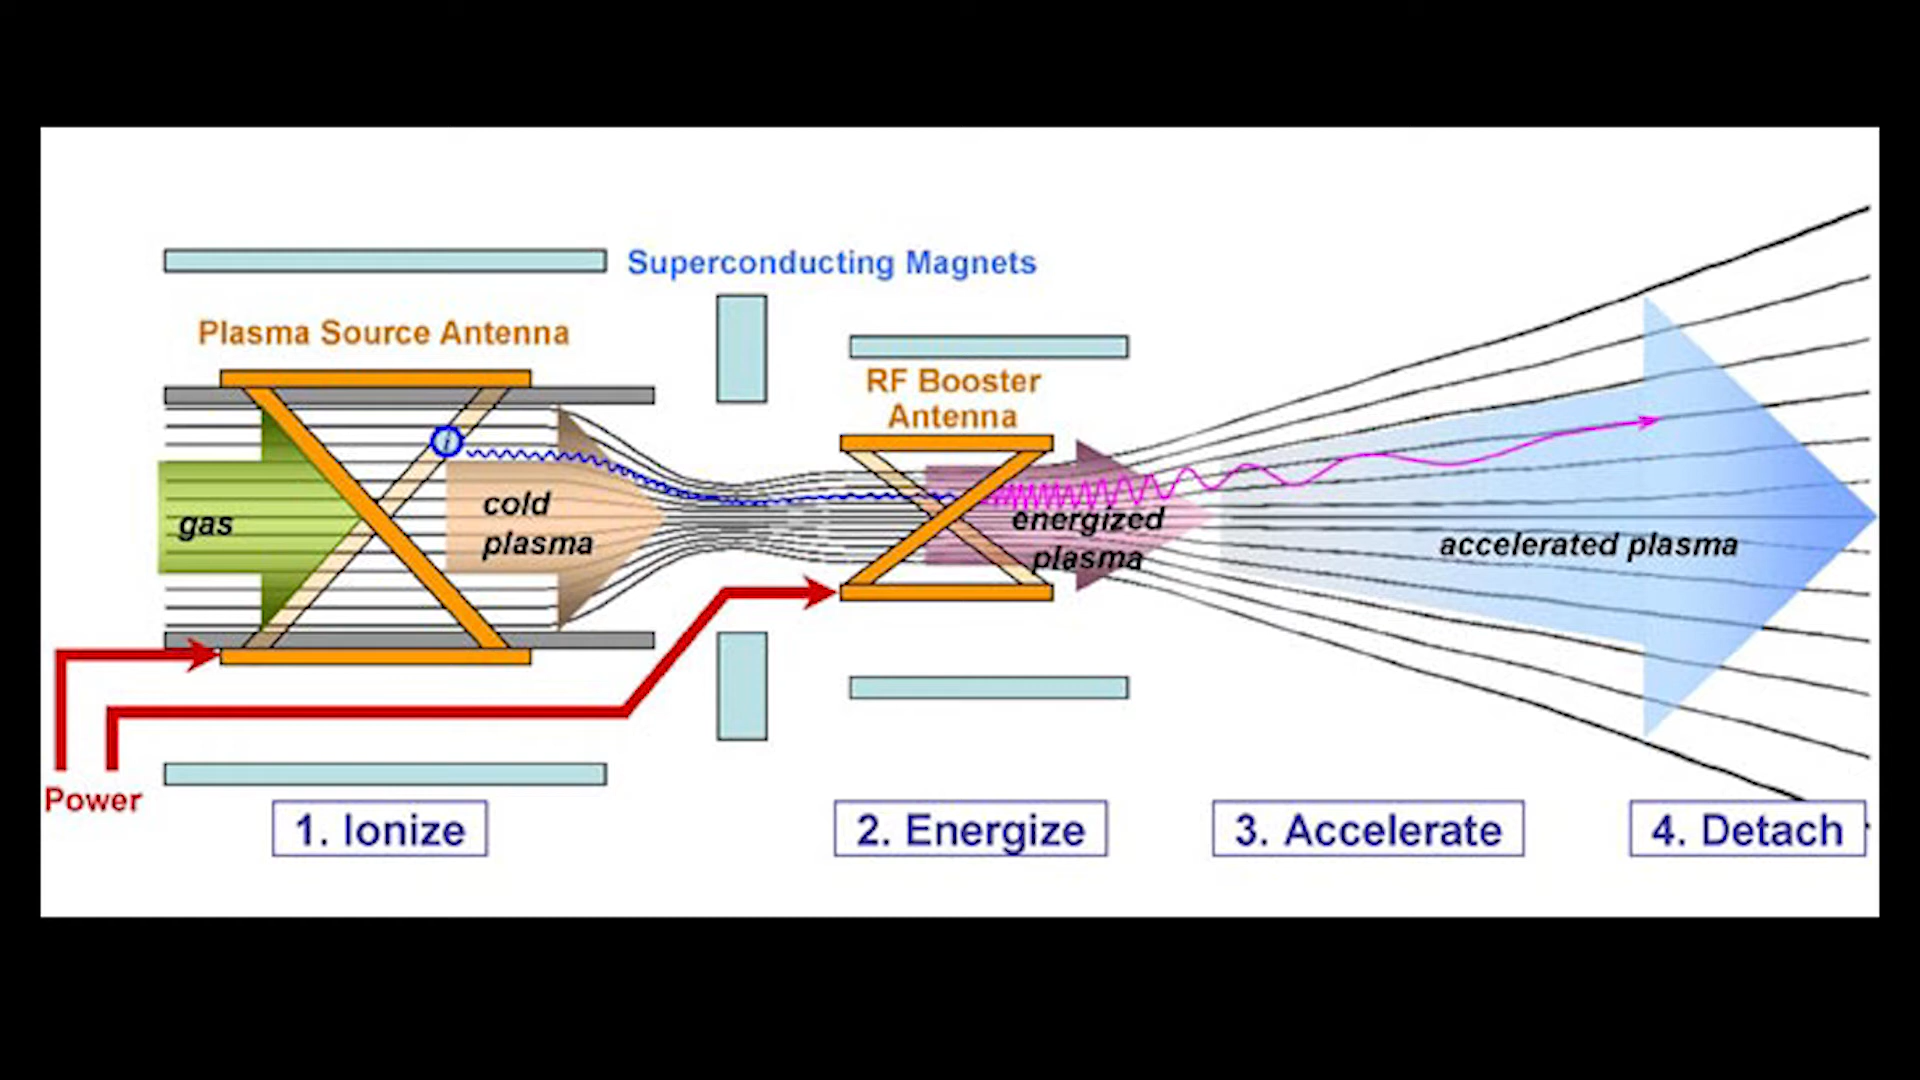 Superconducting Magnets
Plasma Source Antenna
RF Booster
Antenna
i
gas
cold
plasma
energized
plasma
accelerated plasma
Power
1. Ionize
2. Energize
3. Accelerate
4. Detach